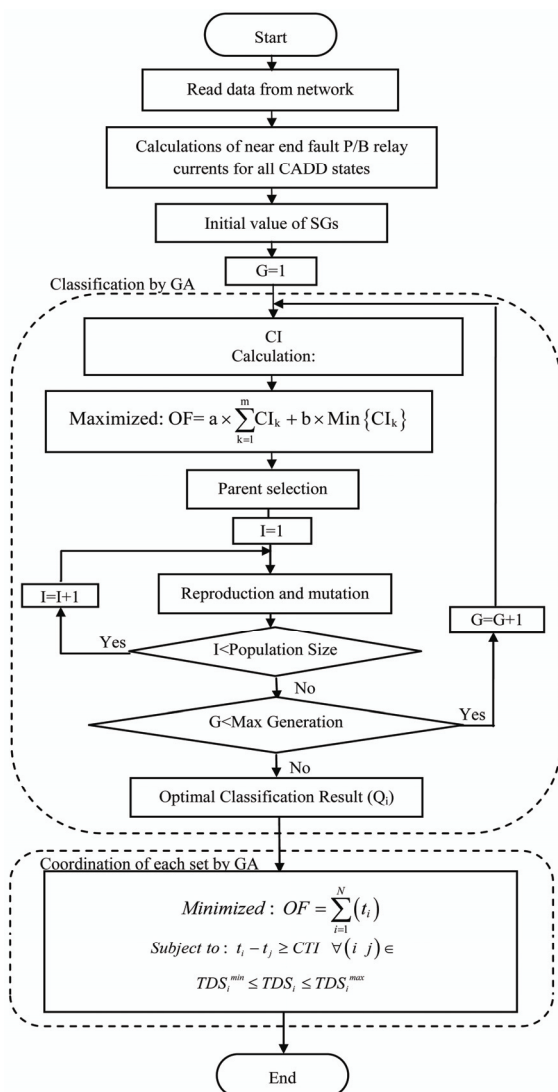 Start
Read data from network
Calculations of near end fault P/B relay
currents for all CADD states
Initial value of SGs
G=1
Classification by GA
CI
Calculation:
Maximized: OF= a × ∑_{k=1}^{m} CI_k + b × Min {CI_k}
Parent selection
I=1
Reproduction and mutation
I=I+1
G=G+1
Yes
I<Population Size
No
G<Max Generation
Yes
No
Optimal Classification Result (Q_i)
Coordination of each set by GA
Minimized : OF = ∑_{i=1}^{N} (t_i)
Subject to : t_i − t_j ≥ CTI ∀(i j) ∈
TDS_i^{min} ≤ TDS_i ≤ TDS_i^{max}
End